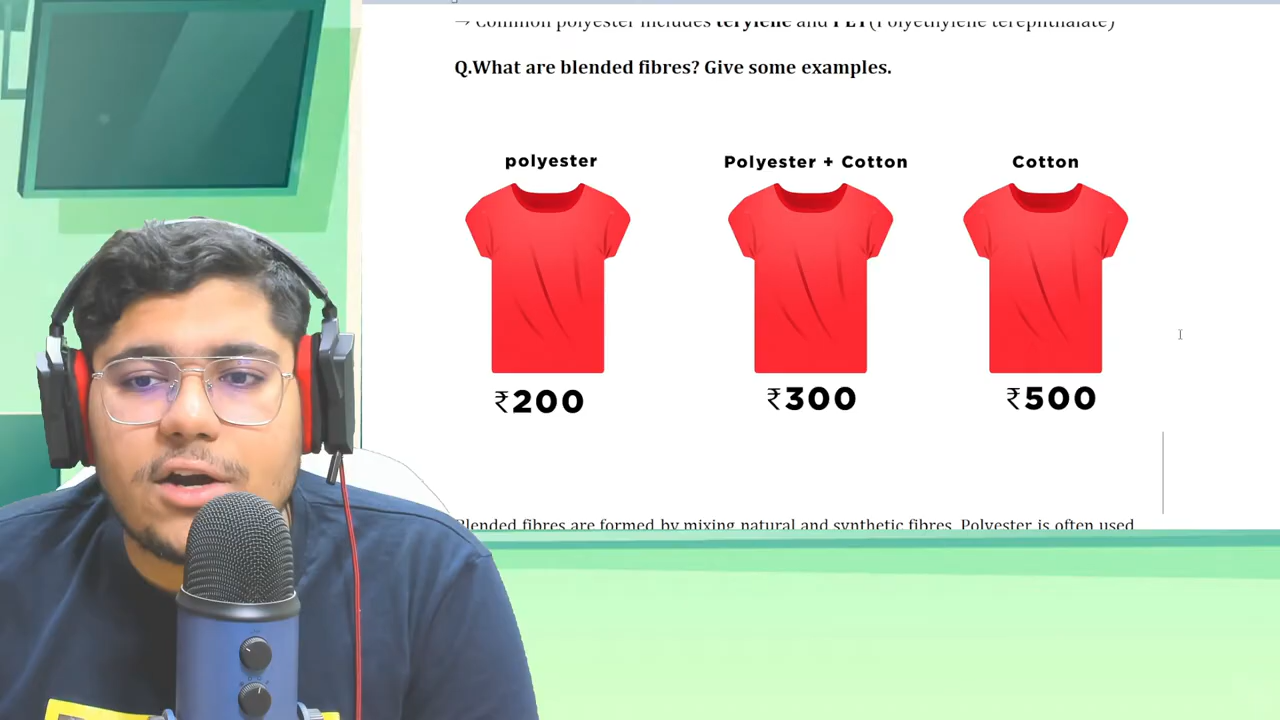 → Common polyester includes terylene and PET(Polyethylene terephthalate)
Q.What are blended fibres? Give some examples.
polyester
Polyester + Cotton
Cotton
₹200
₹300
₹500
Blended fibres are formed by mixing natural and synthetic fibres. Polyester is often used